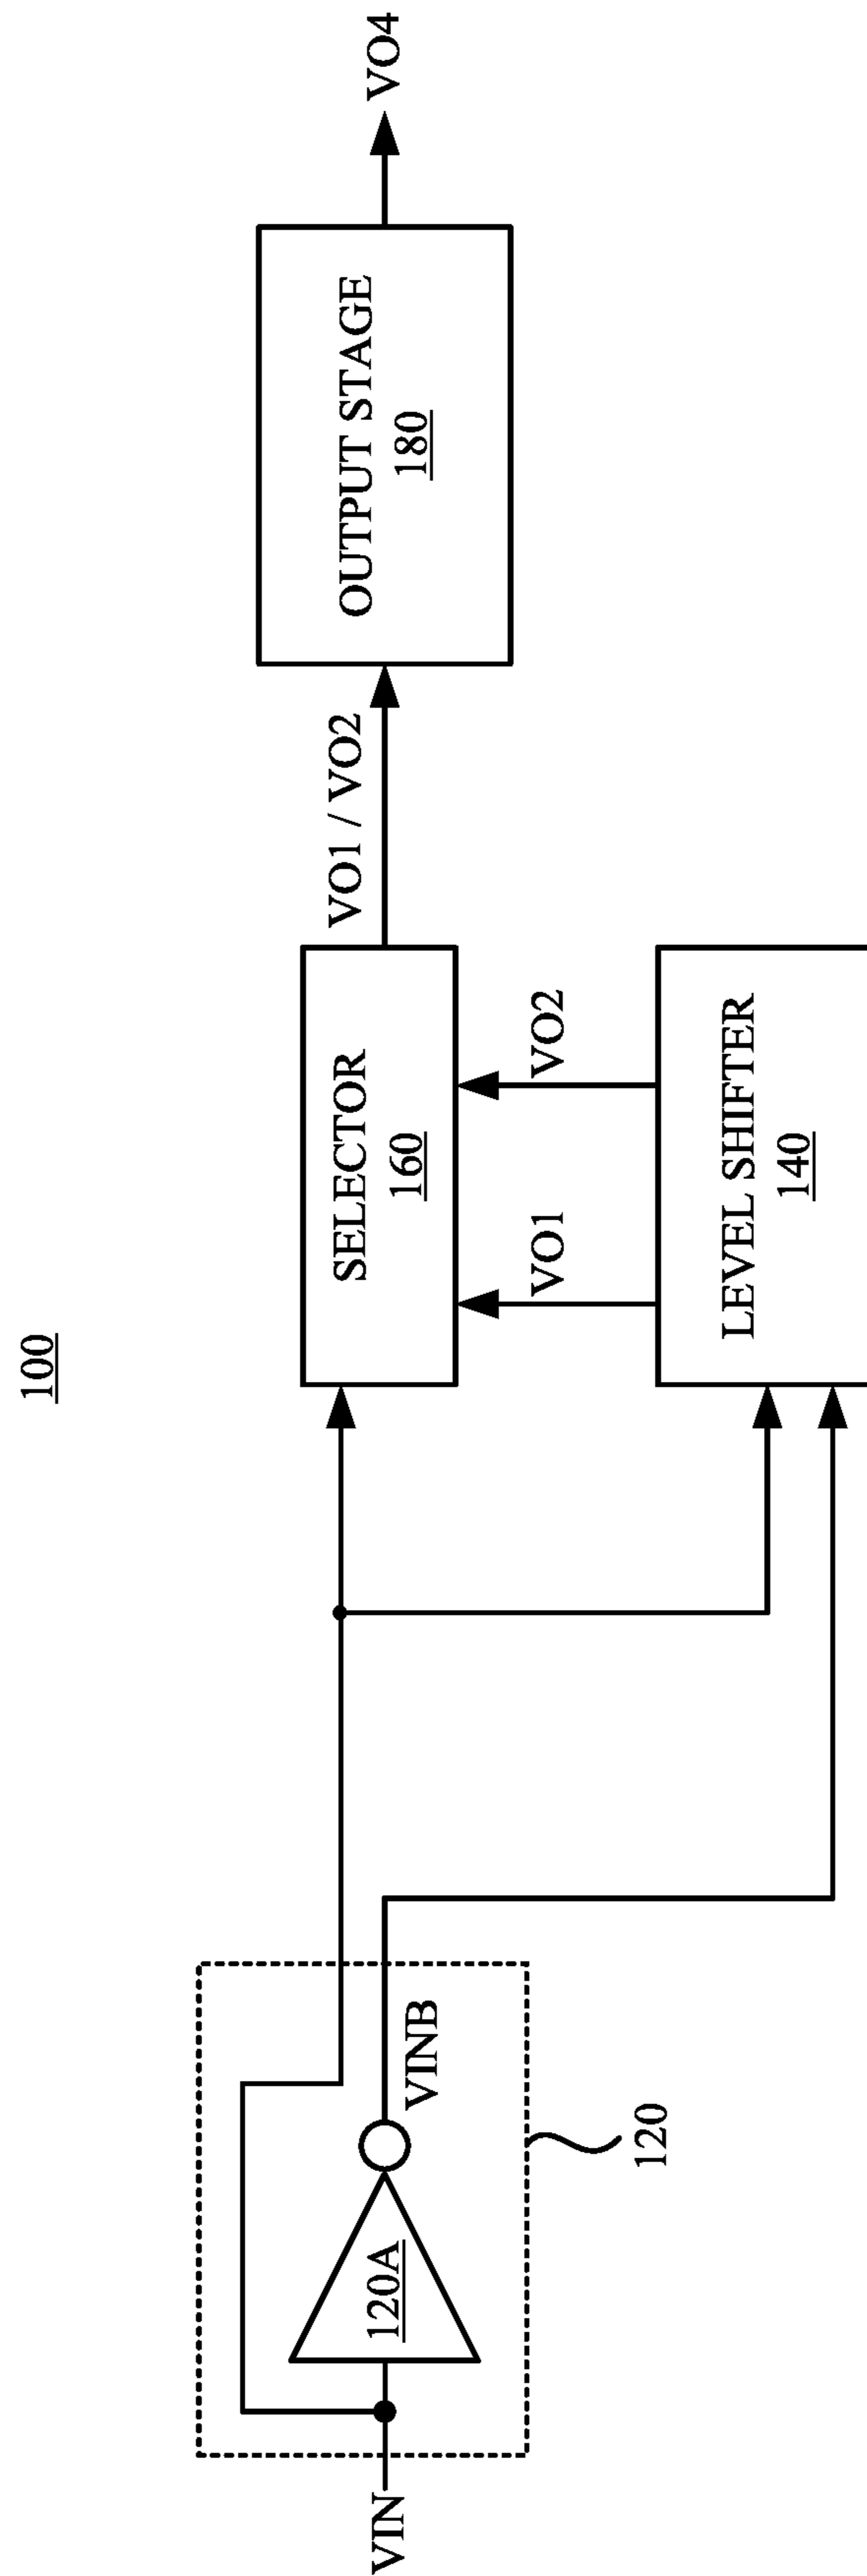 100
VIN
120A
VINB
120
SELECTOR
160
VO1
VO2
LEVEL SHIFTER
140
VO1 / VO2
OUTPUT STAGE
180
VO4